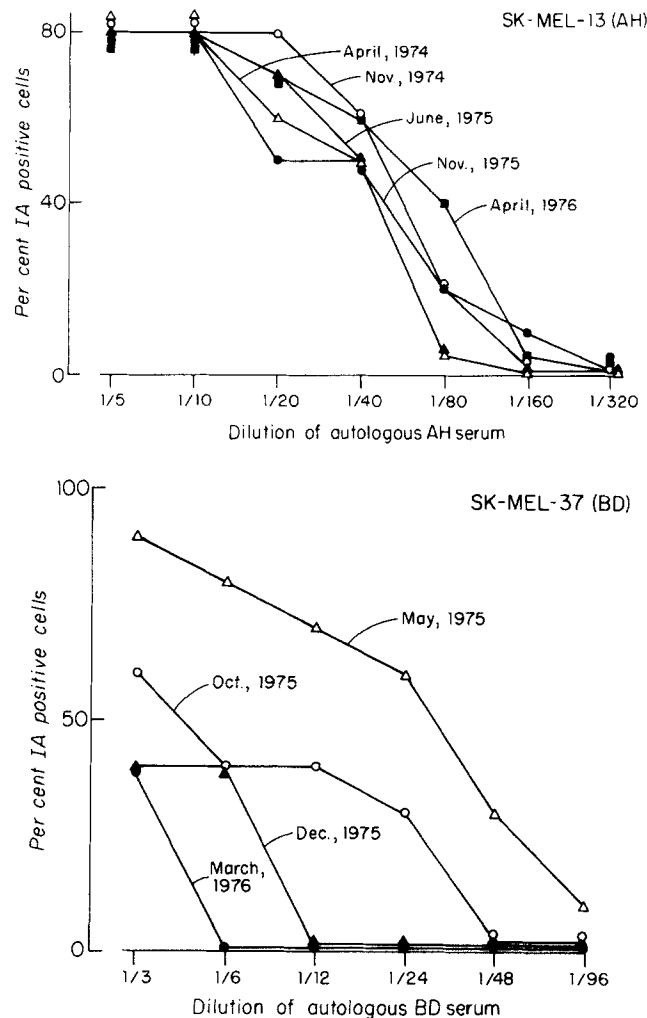 SK-MEL-13 (AH)
80
40
0
Per cent IA positive cells
April, 1974
Nov., 1974
June, 1975
Nov., 1975
April, 1976
1/5 1/10 1/20 1/40 1/80 1/160 1/320
Dilution of autologous AH serum
SK-MEL-37 (BD)
100
50
0
Per cent IA positive cells
May, 1975
Oct., 1975
Dec., 1975
March,
1976
1/3 1/6 1/12 1/24 1/48 1/96
Dilution of autologous BD serum